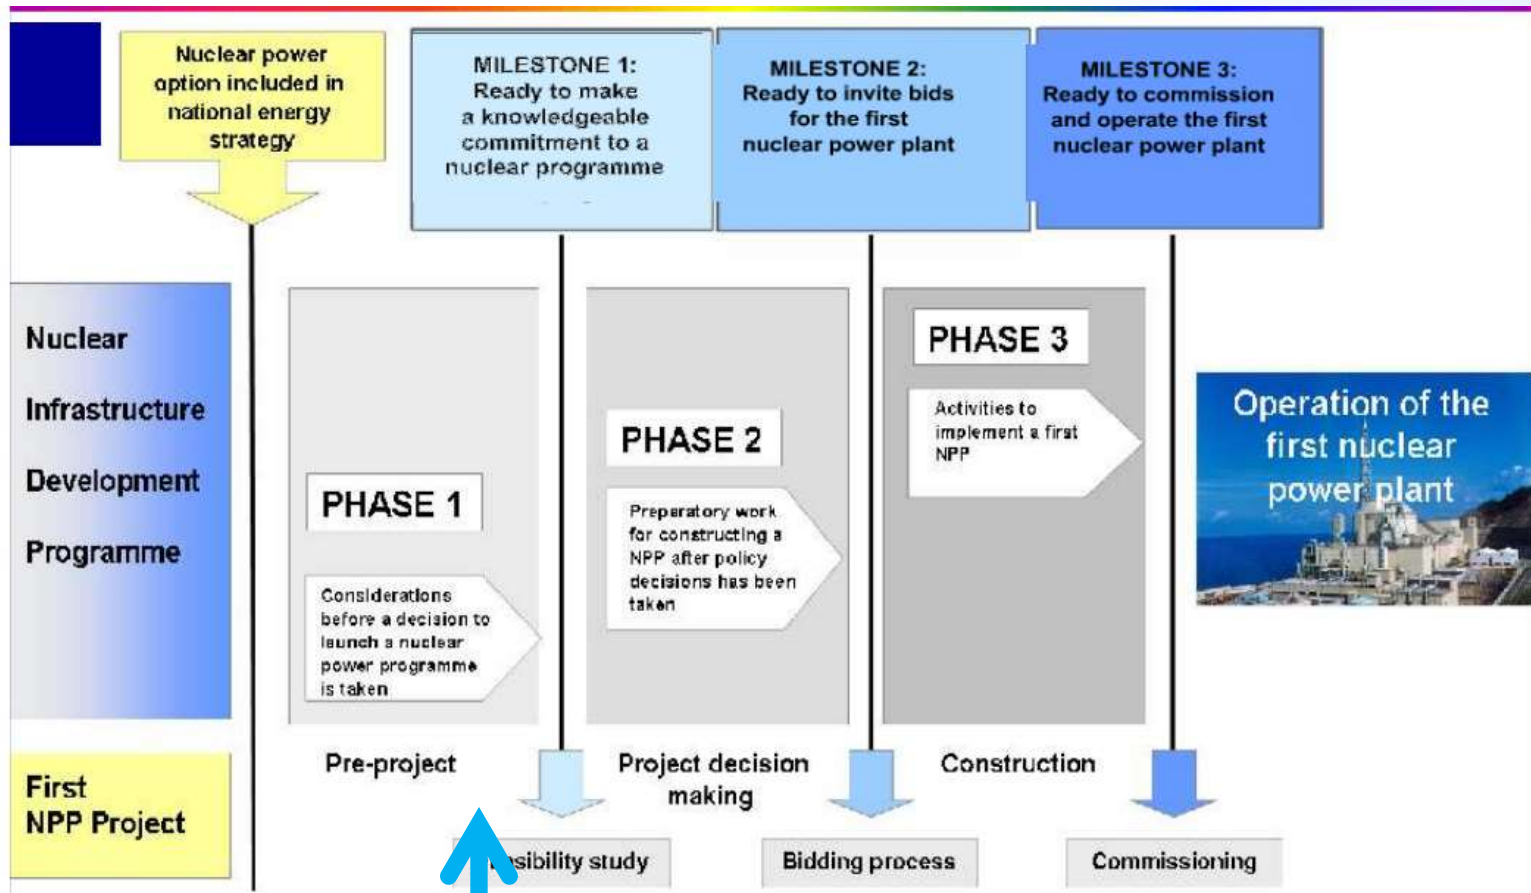 Nuclear power
option included in
national energy
strategy
MILESTONE 1:
Ready to make
a knowledgeable
commitment to a
nuclear programme
MILESTONE 2:
Ready to invite bids
for the first
nuclear power plant
MILESTONE 3:
Ready to commission
and operate the first
nuclear power plant
Nuclear
Infrastructure
Development
Programme
PHASE 1
Considerations
before a decision to
launch a nuclear
power programme
is taken
PHASE 2
Preparatory work
for constructing a
NPP after policy
decisions has been
taken
PHASE 3
Activities to
implement a first
NPP
Operation of the
first nuclear
power plant
First
NPP Project
Pre-project
Project decision
making
Construction
study
Bidding process
Commissioning